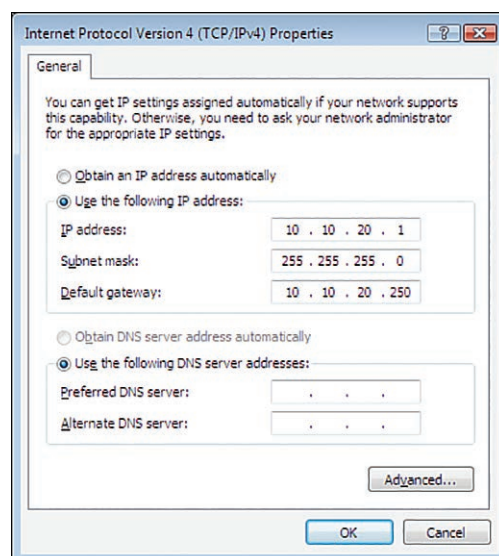 Internet Protocol Version 4 (TCP/IPv4) Properties
General
You can get IP settings assigned automatically if your network supports
this capability. Otherwise, you need to ask your network administrator
for the appropriate IP settings.
Obtain an IP address automatically
Use the following IP address:
IP address: 10 . 10 . 20 . 1
Subnet mask: 255 . 255 . 255 . 0
Default gateway: 10 . 10 . 20 . 250
Obtain DNS server address automatically
Use the following DNS server addresses:
Preferred DNS server: . . .
Alternate DNS server: . . .
Advanced...
OK Cancel